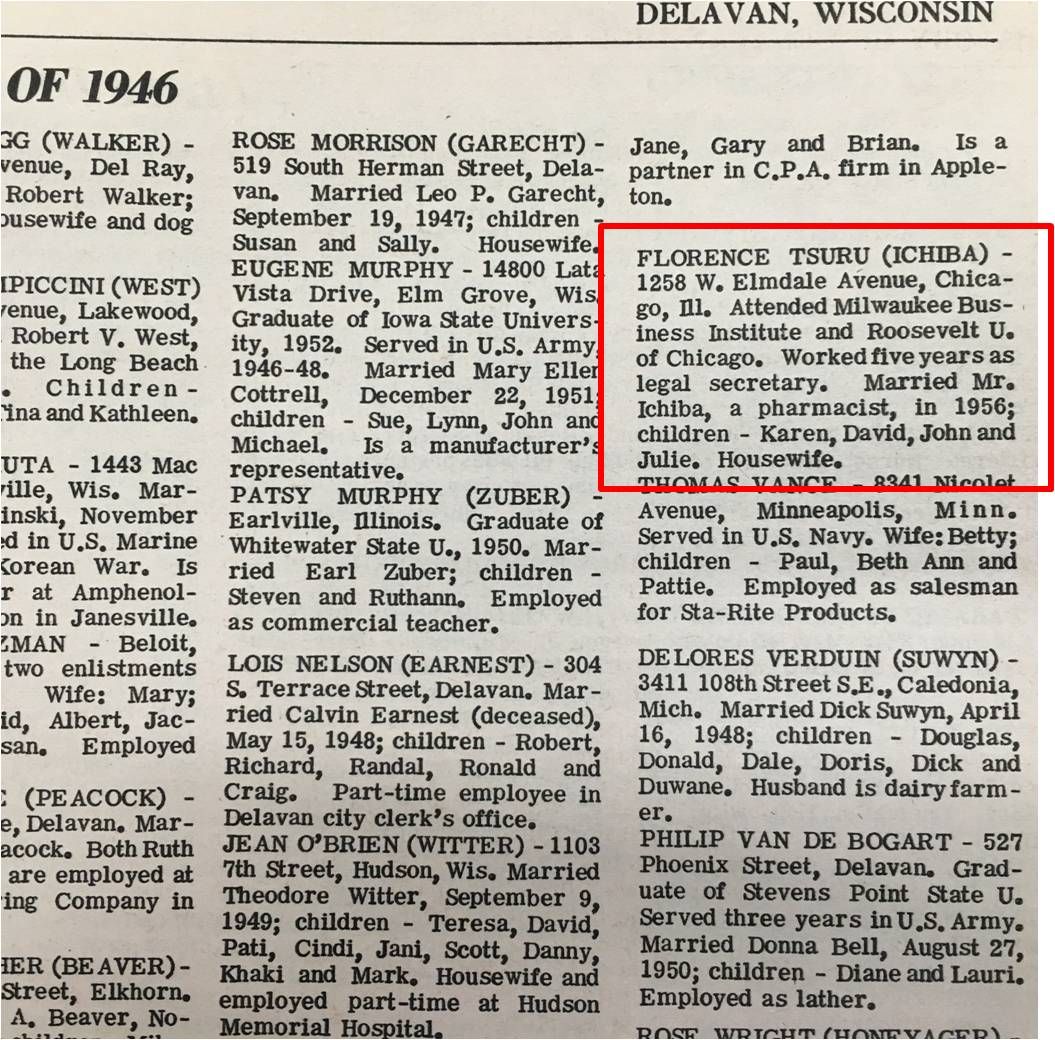 DELAVAN, WISCONSIN
OF 1946
GG (WALKER) -
venue, Del Ray,
Robert Walker;
ousewife and dog
IPICCINI (WEST)
venue, Lakewood,
Robert V. West,
the Long Beach
. Children -
Tina and Kathleen.
UTA - 1443 Mac
ville, Wis. Mar-
inski, November
ed in U.S. Marine
Korean War. Is
r at Amphenol-
on in Janesville.
ZMAN - Beloit,
two enlistments
Wife: Mary;
id, Albert, Jac-
san. Employed
(PEACOCK) -
e, Delavan. Mar-
acock. Both Ruth
are employed at
ring Company in
HER (BEAVER) -
Street, Elkhorn.
A. Beaver, No-
ROSE MORRISON (GARECHT) -
519 South Herman Street, Dela-
van. Married Leo P. Garecht,
September 19, 1947; children -
Susan and Sally. Housewife.
EUGENE MURPHY - 14800 Lata
Vista Drive, Elm Grove, Wis.
Graduate of Iowa State Univers-
ity, 1952. Served in U.S. Army,
1946-48. Married Mary Ellen
Cottrell, December 22, 1951;
children - Sue, Lynn, John and
Michael. Is a manufacturer's
representative.
PATSY MURPHY (ZUBER) -
Earlville, Illinois. Graduate of
Whitewater State U., 1950. Mar-
ried Earl Zuber; children -
Steven and Ruthann. Employed
as commercial teacher.
LOIS NELSON (EARNEST) - 304
S. Terrace Street, Delavan. Mar-
ried Calvin Earnest (deceased),
May 15, 1948; children - Robert,
Richard, Randal, Ronald and
Craig. Part-time employee in
Delavan city clerk's office.
JEAN O'BRIEN (WITTER) - 1103
7th Street, Hudson, Wis. Married
Theodore Witter, September 9,
1949; children - Teresa, David,
Pati, Cindi, Jani, Scott, Danny,
Khaki and Mark. Housewife and
employed part-time at Hudson
Memorial Hospital.
Jane, Gary and Brian. Is a
partner in C.P.A. firm in Apple-
ton.
FLORENCE TSURU (ICHIBA) -
1258 W. Elmdale Avenue, Chica-
go, Ill. Attended Milwaukee Bus-
iness Institute and Roosevelt U.
of Chicago. Worked five years as
legal secretary. Married Mr.
Ichiba, a pharmacist, in 1956;
children - Karen, David, John and
Julie. Housewife.
THOMAS VANCE - 8341 Nicolet
Avenue, Minneapolis, Minn.
Served in U.S. Navy. Wife: Betty;
children - Paul, Beth Ann and
Pattie. Employed as salesman
for Sta-Rite Products.
DELORES VERDUIN (SUWYN) -
3411 108th Street S.E., Caledonia,
Mich. Married Dick Suwyn, April
16, 1948; children - Douglas,
Donald, Dale, Doris, Dick and
Duwane. Husband is dairy farm-
er.
PHILIP VAN DE BOGART - 527
Phoenix Street, Delavan. Grad-
uate of Stevens Point State U.
Served three years in U.S. Army.
Married Donna Bell, August 27,
1950; children - Diane and Lauri.
Employed as lather.
ROSE WRIGHT (HONEYAGER) -